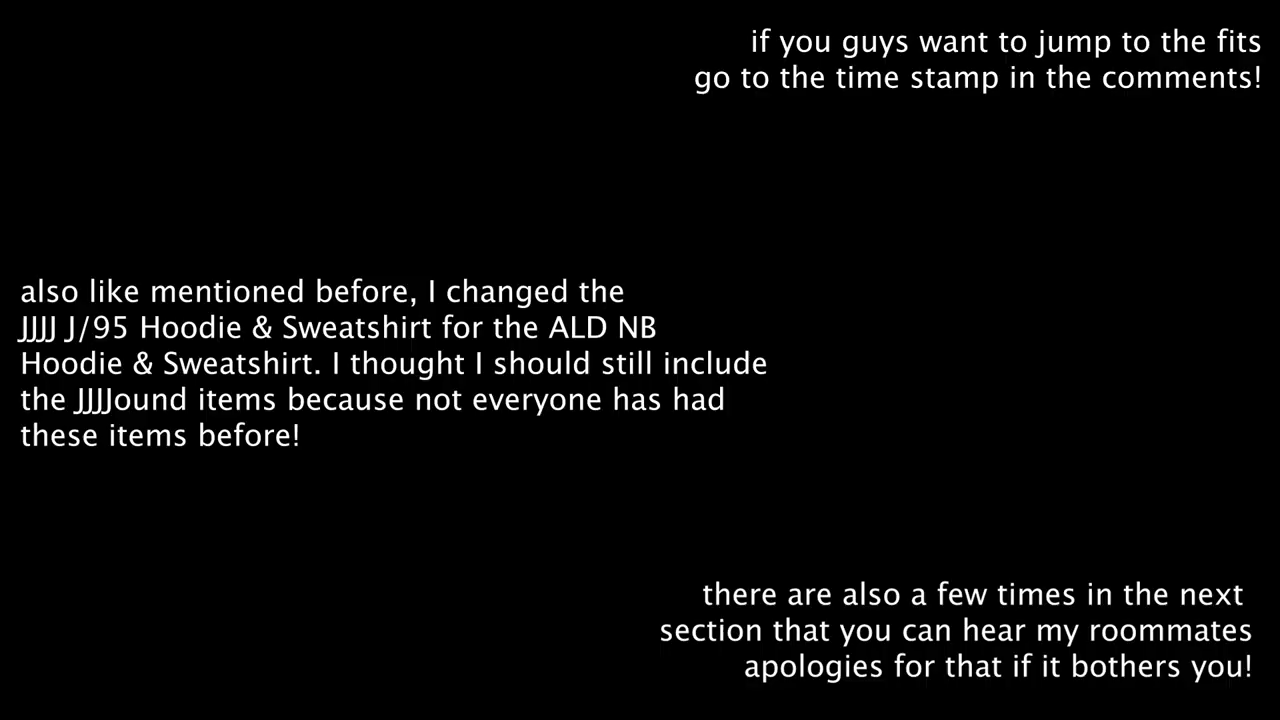 if you guys want to jump to the fits
go to the time stamp in the comments!
also like mentioned before, I changed the
JJJJ J/95 Hoodie & Sweatshirt for the ALD NB
Hoodie & Sweatshirt. I thought I should still include
the JJJJound items because not everyone has had
these items before!
there are also a few times in the next
section that you can hear my roommates
apologies for that if it bothers you!